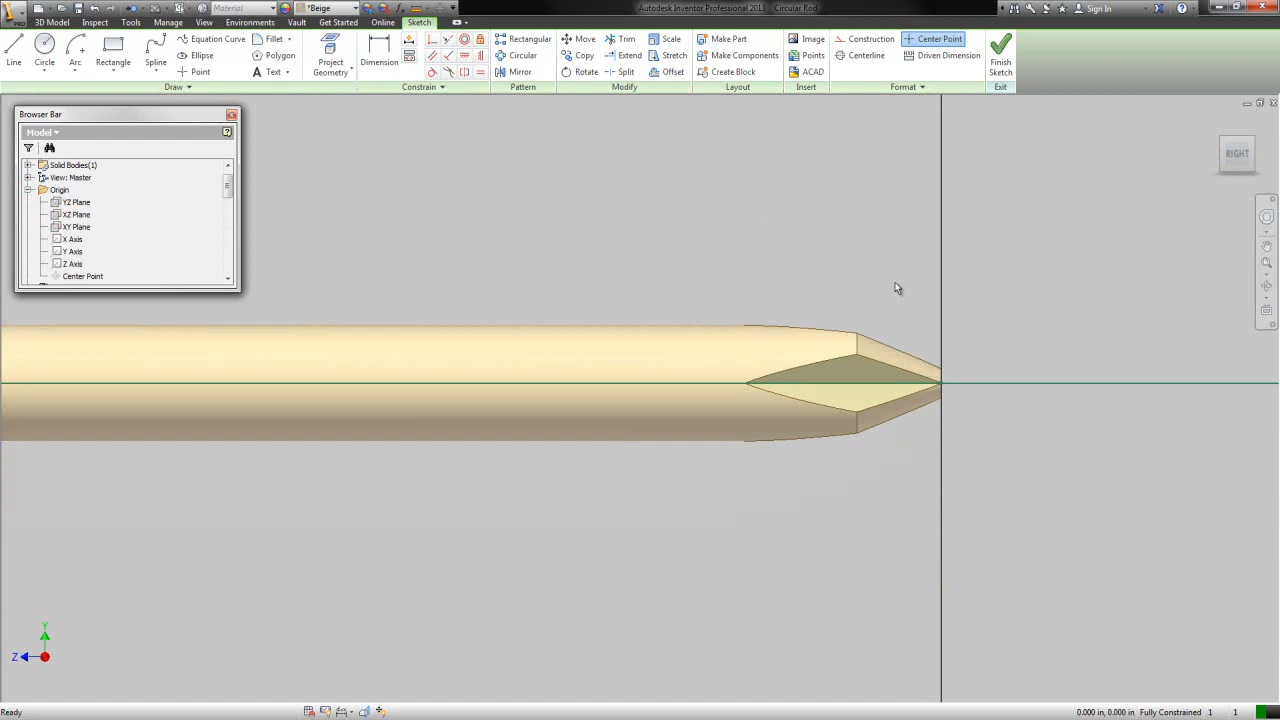 Material
*Beige
Autodesk Inventor Professional 2013 Circular Rod
Sign In
PRO
3D Model Inspect Tools Manage View Environments Vault Get Started Online Sketch
Line
Circle
Arc
Rectangle
Spline
Equation Curve
Ellipse
Point
Fillet
Polygon
Text
Draw
Project Geometry
Dimension
Constrain
Rectangular
Circular
Mirror
Pattern
Move
Copy
Rotate
Trim
Extend
Split
Scale
Stretch
Offset
Modify
Make Part
Make Components
Create Block
Layout
Image
Points
ACAD
Insert
Construction
Centerline
Center Point
Driven Dimension
Format
Finish
Sketch
Exit
Browser Bar
Model
Solid Bodies(1)
View: Master
Origin
YZ Plane
XZ Plane
XY Plane
X Axis
Y Axis
Z Axis
Center Point
RIGHT
Y
Z
Ready
0.000 in, 0.000 in Fully Constrained 1 1